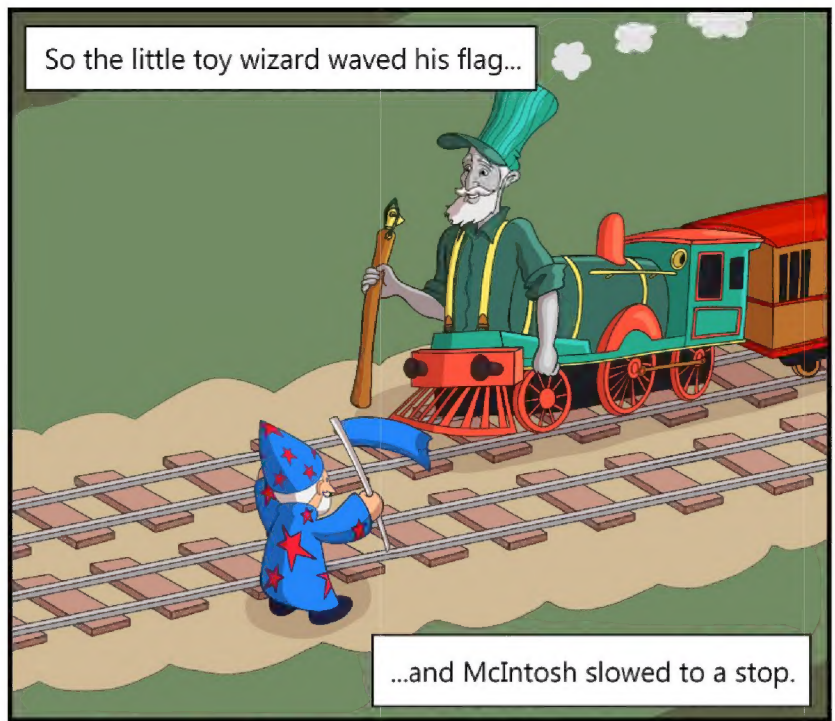 So the little toy wizard waved his flag...
...and McIntosh slowed to a stop.